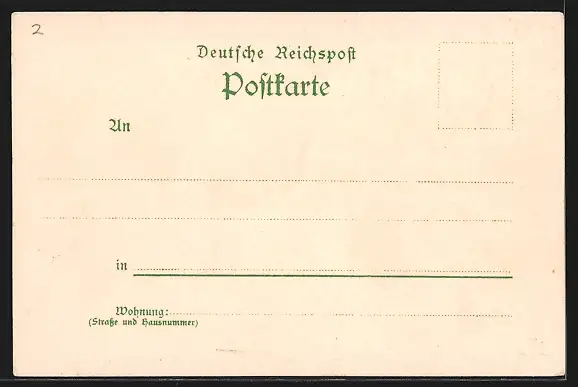 2
Deutsche Reichspost
Postkarte
An
in
Wohnung:
(Straße und Hausnummer)